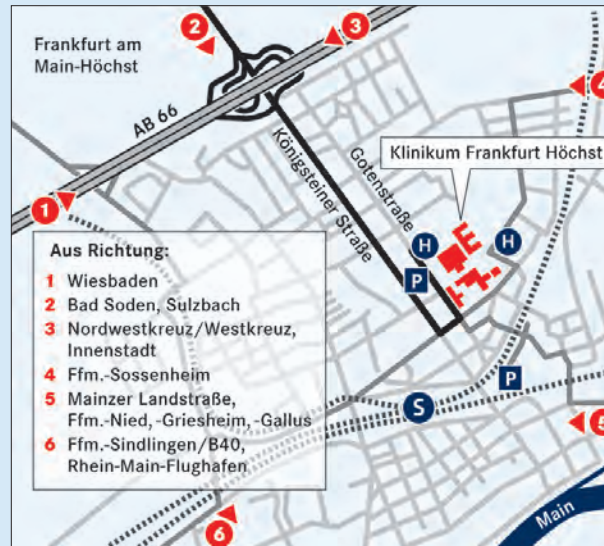 2
3
Frankfurt am
Main-Höchst
4
AB 66
Königsteiner Straße
Gotenstraße
Klinikum Frankfurt Höchst
1
H
H
P
Aus Richtung:
1 Wiesbaden
2 Bad Soden, Sulzbach
3 Nordwestkreuz/Westkreuz,
Innenstadt
4 Ffm.-Sossenheim
5 Mainzer Landstraße,
Ffm.-Nied, -Griesheim, -Gallus
6 Ffm.-Sindlingen/B40,
Rhein-Main-Flughafen
P
S
5
6
Main